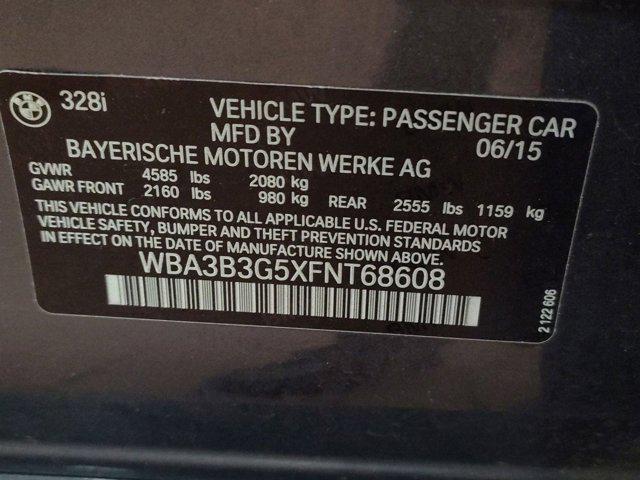 328i
VEHICLE TYPE: PASSENGER CAR
MFD BY 06/15
BAYERISCHE MOTOREN WERKE AG
GVWR 4585 lbs 2080 kg
GAWR FRONT 2160 lbs 980 kg REAR 2555 lbs 1159 kg
THIS VEHICLE CONFORMS TO ALL APPLICABLE U.S. FEDERAL MOTOR
VEHICLE SAFETY, BUMPER AND THEFT PREVENTION STANDARDS
IN EFFECT ON THE DATE OF MANUFACTURE SHOWN ABOVE.
WBA3B3G5XFNT68608
2 122 606